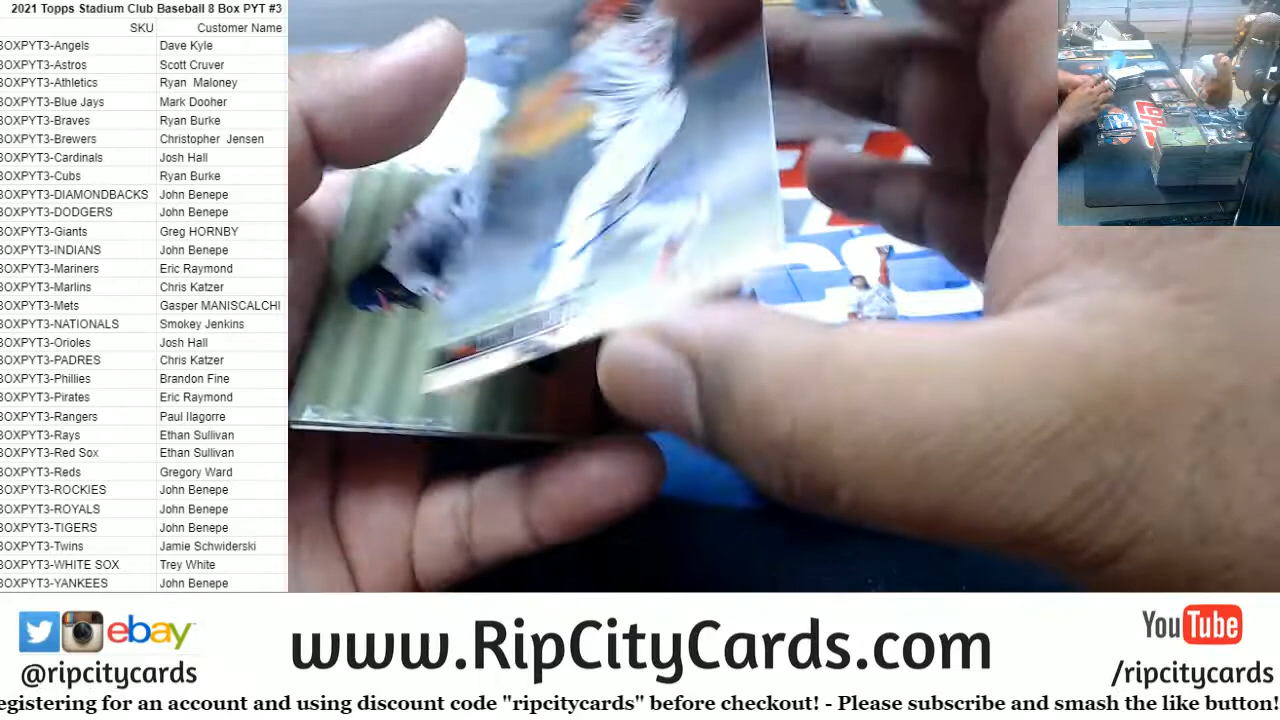 2021 Topps Stadium Club Baseball 8 Box PYT #3
SKU Customer Name
BOXPYT3-Angels Dave Kyle
BOXPYT3-Astros Scott Cruver
BOXPYT3-Athletics Ryan Maloney
BOXPYT3-Blue Jays Mark Dooher
BOXPYT3-Braves Ryan Burke
BOXPYT3-Brewers Christopher Jensen
BOXPYT3-Cardinals Josh Hall
BOXPYT3-Cubs Ryan Burke
BOXPYT3-DIAMONDBACKS John Benepe
BOXPYT3-DODGERS John Benepe
BOXPYT3-Giants Greg HORNBY
BOXPYT3-INDIANS John Benepe
BOXPYT3-Mariners Eric Raymond
BOXPYT3-Marlins Chris Katzer
BOXPYT3-Mets Gasper MANISCALCHI
BOXPYT3-NATIONALS Smokey Jenkins
BOXPYT3-Orioles Josh Hall
BOXPYT3-PADRES Chris Katzer
BOXPYT3-Phillies Brandon Fine
BOXPYT3-Pirates Eric Raymond
BOXPYT3-Rangers Paul Ilagorre
BOXPYT3-Rays Ethan Sullivan
BOXPYT3-Red Sox Ethan Sullivan
BOXPYT3-Reds Gregory Ward
BOXPYT3-ROCKIES John Benepe
BOXPYT3-ROYALS John Benepe
BOXPYT3-TIGERS John Benepe
BOXPYT3-Twins Jamie Schwiderski
BOXPYT3-WHITE SOX Trey White
BOXPYT3-YANKEES John Benepe
ebay
@ripcitycards
www.RipCityCards.com
YouTube
/ripcitycards
egistering for an account and using discount code "ripcitycards" before checkout! - Please subscribe and smash the like button!